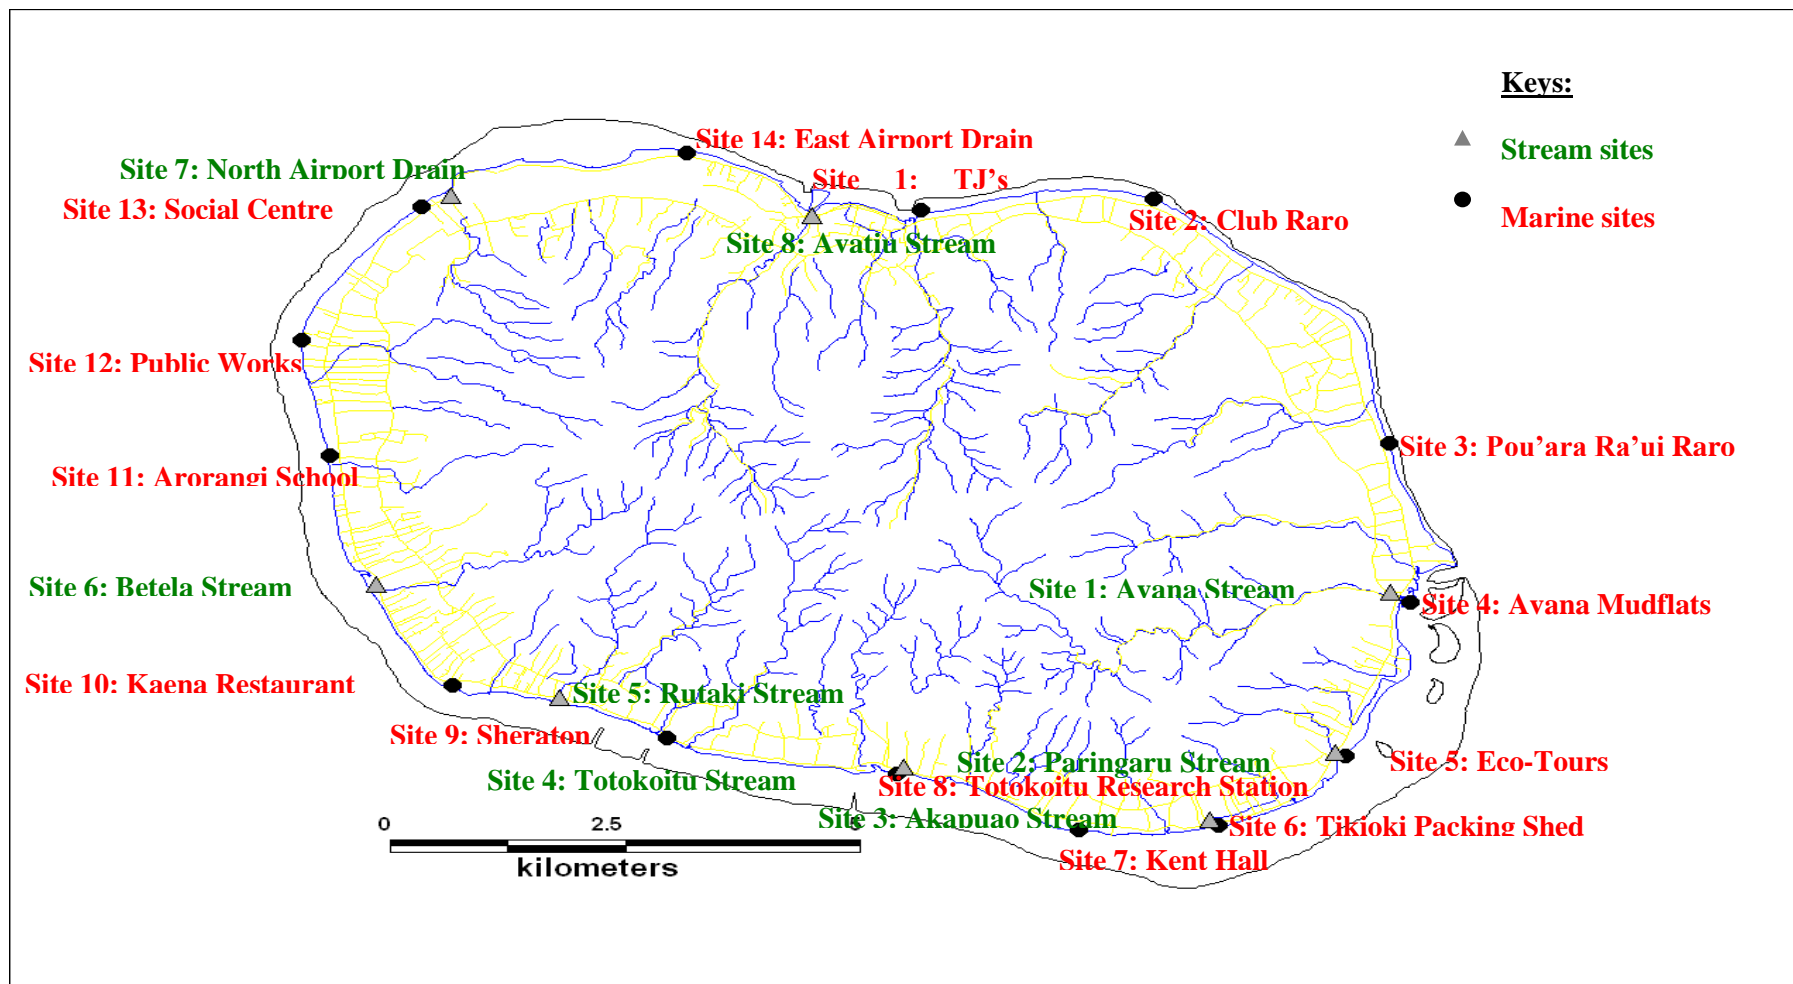 Keys:
Stream sites
Marine sites
Site 14: East Airport Drain
Site 7: North Airport Drain
Site 1: TJ's
Site 13: Social Centre
Site 2: Club Raro
Site 8: Avatiu Stream
Site 12: Public Works
Site 3: Pou'ara Ra'ui Raro
Site 11: Arorangi School
Site 6: Betela Stream
Site 1: Avana Stream
Site 4: Avana Mudflats
Site 10: Kaena Restaurant
Site 5: Rutaki Stream
Site 9: Sheraton
Site 2: Paringaru Stream
Site 5: Eco-Tours
Site 4: Totokoitu Stream
Site 8: Totokoitu Research Station
Site 3: Akapuao Stream
Site 6: Tikioki Packing Shed
Site 7: Kent Hall
0 2.5 5
kilometers